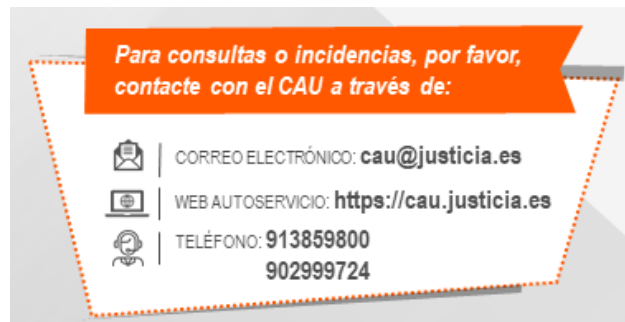 Para consultas o incidencias, por favor,
contacte con el CAU a través de:
CORREO ELECTRÓNICO: cau@justicia.es
WEB AUTOSERVICIO: https://cau.justicia.es
TELÉFONO: 913859800
902999724